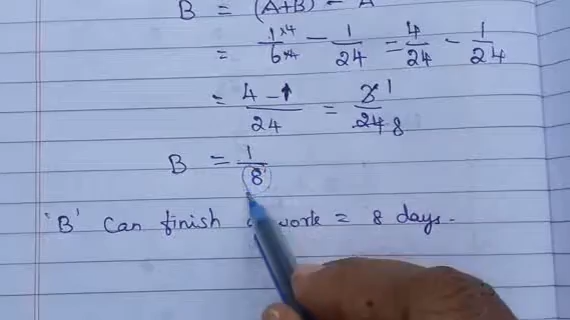 B = (A+B) - A
= 1×4/6×4 - 1/24 = 4/24 - 1/24
= 4-1/24 = 3 1/24 8
B = 1/8
'B' Can finish work = 8 days.